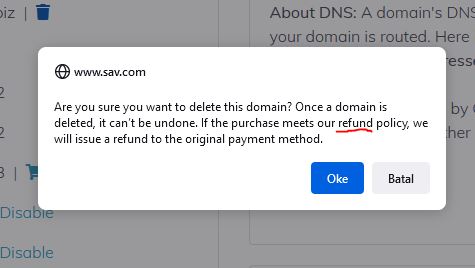 biz |
About DNS: A domain's DNS
your domain is routed. Here
www.sav.com
Are you sure you want to delete this domain? Once a domain is
deleted, it can't be undone. If the purchase meets our refund policy, we
will issue a refund to the original payment method.
Oke
Batal
2
2
3 |
Disable
Disable
by